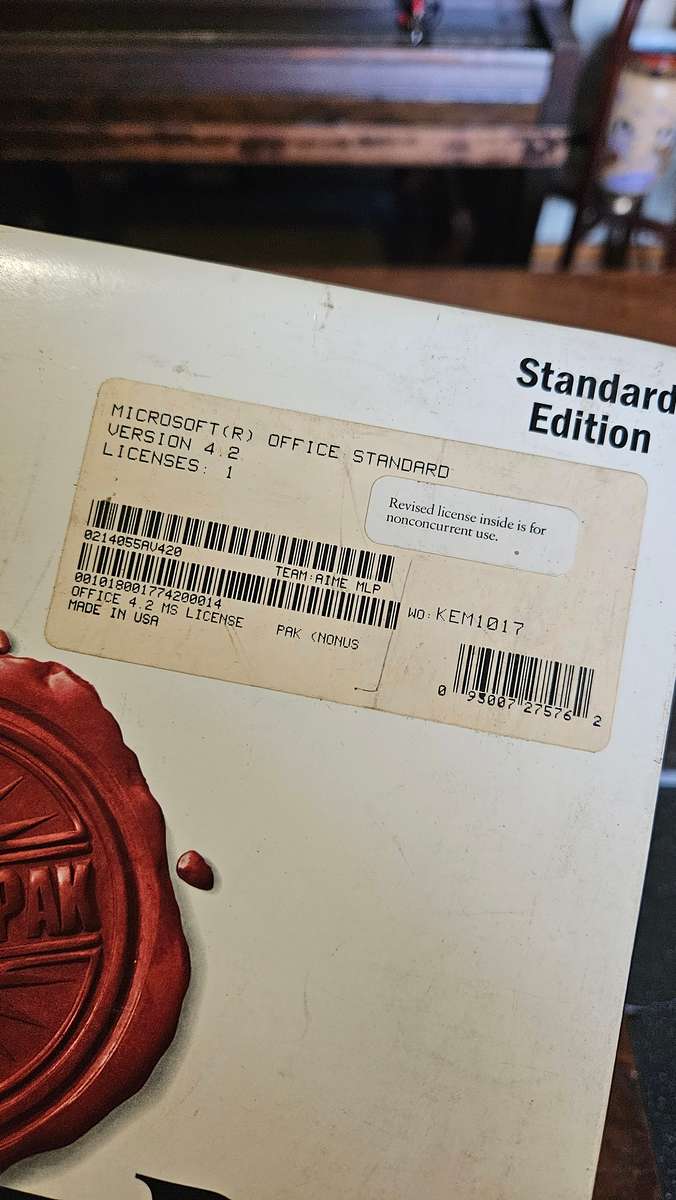 Standard
Edition
MICROSOFT(R) OFFICE STANDARD
VERSION 4.2
LICENSES: 1
Revised license inside is for
nonconcurrent use.
0214055AV420
TEAM:AIME MLP
001018001774200014
OFFICE 4.2 MS LICENSE PAK (NONUS
MADE IN USA
WO: KEM1017
0 93007 27576 2
PAK